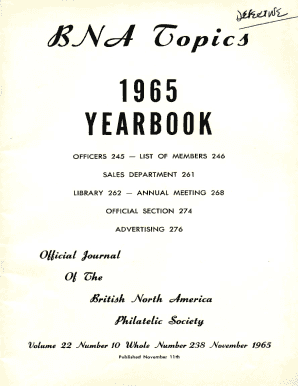 DEFECTIVE
BNA Topics
1965
YEARBOOK
OFFICERS 245 — LIST OF MEMBERS 246
SALES DEPARTMENT 261
LIBRARY 262 — ANNUAL MEETING 268
OFFICIAL SECTION 274
ADVERTISING 276
Official Journal
Of The
British North America
Philatelic Society
Volume 22 Number 10 Whole Number 238 November 1965
Published November 11th